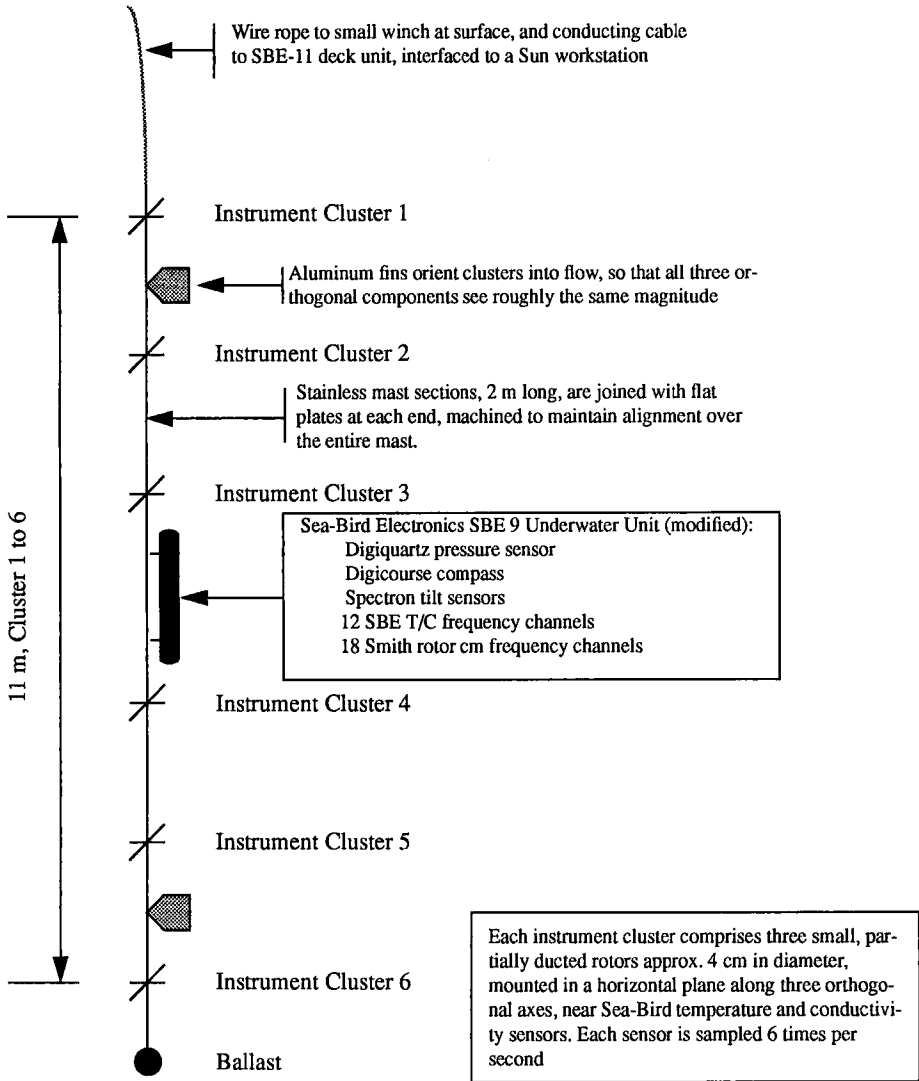 Wire rope to small winch at surface, and conducting cable
to SBE-11 deck unit, interfaced to a Sun workstation
Instrument Cluster 1
Aluminum fins orient clusters into flow, so that all three or-
thogonal components see roughly the same magnitude
Instrument Cluster 2
Stainless mast sections, 2 m long, are joined with flat
plates at each end, machined to maintain alignment over
the entire mast.
Instrument Cluster 3
Sea-Bird Electronics SBE 9 Underwater Unit (modified):
Digiquartz pressure sensor
Digicourse compass
Spectron tilt sensors
12 SBE T/C frequency channels
18 Smith rotor cm frequency channels
11 m, Cluster 1 to 6
Instrument Cluster 4
Instrument Cluster 5
Instrument Cluster 6
Ballast
Each instrument cluster comprises three small, par-
tially ducted rotors approx. 4 cm in diameter,
mounted in a horizontal plane along three orthogo-
nal axes, near Sea-Bird temperature and conductivi-
ty sensors. Each sensor is sampled 6 times per
second